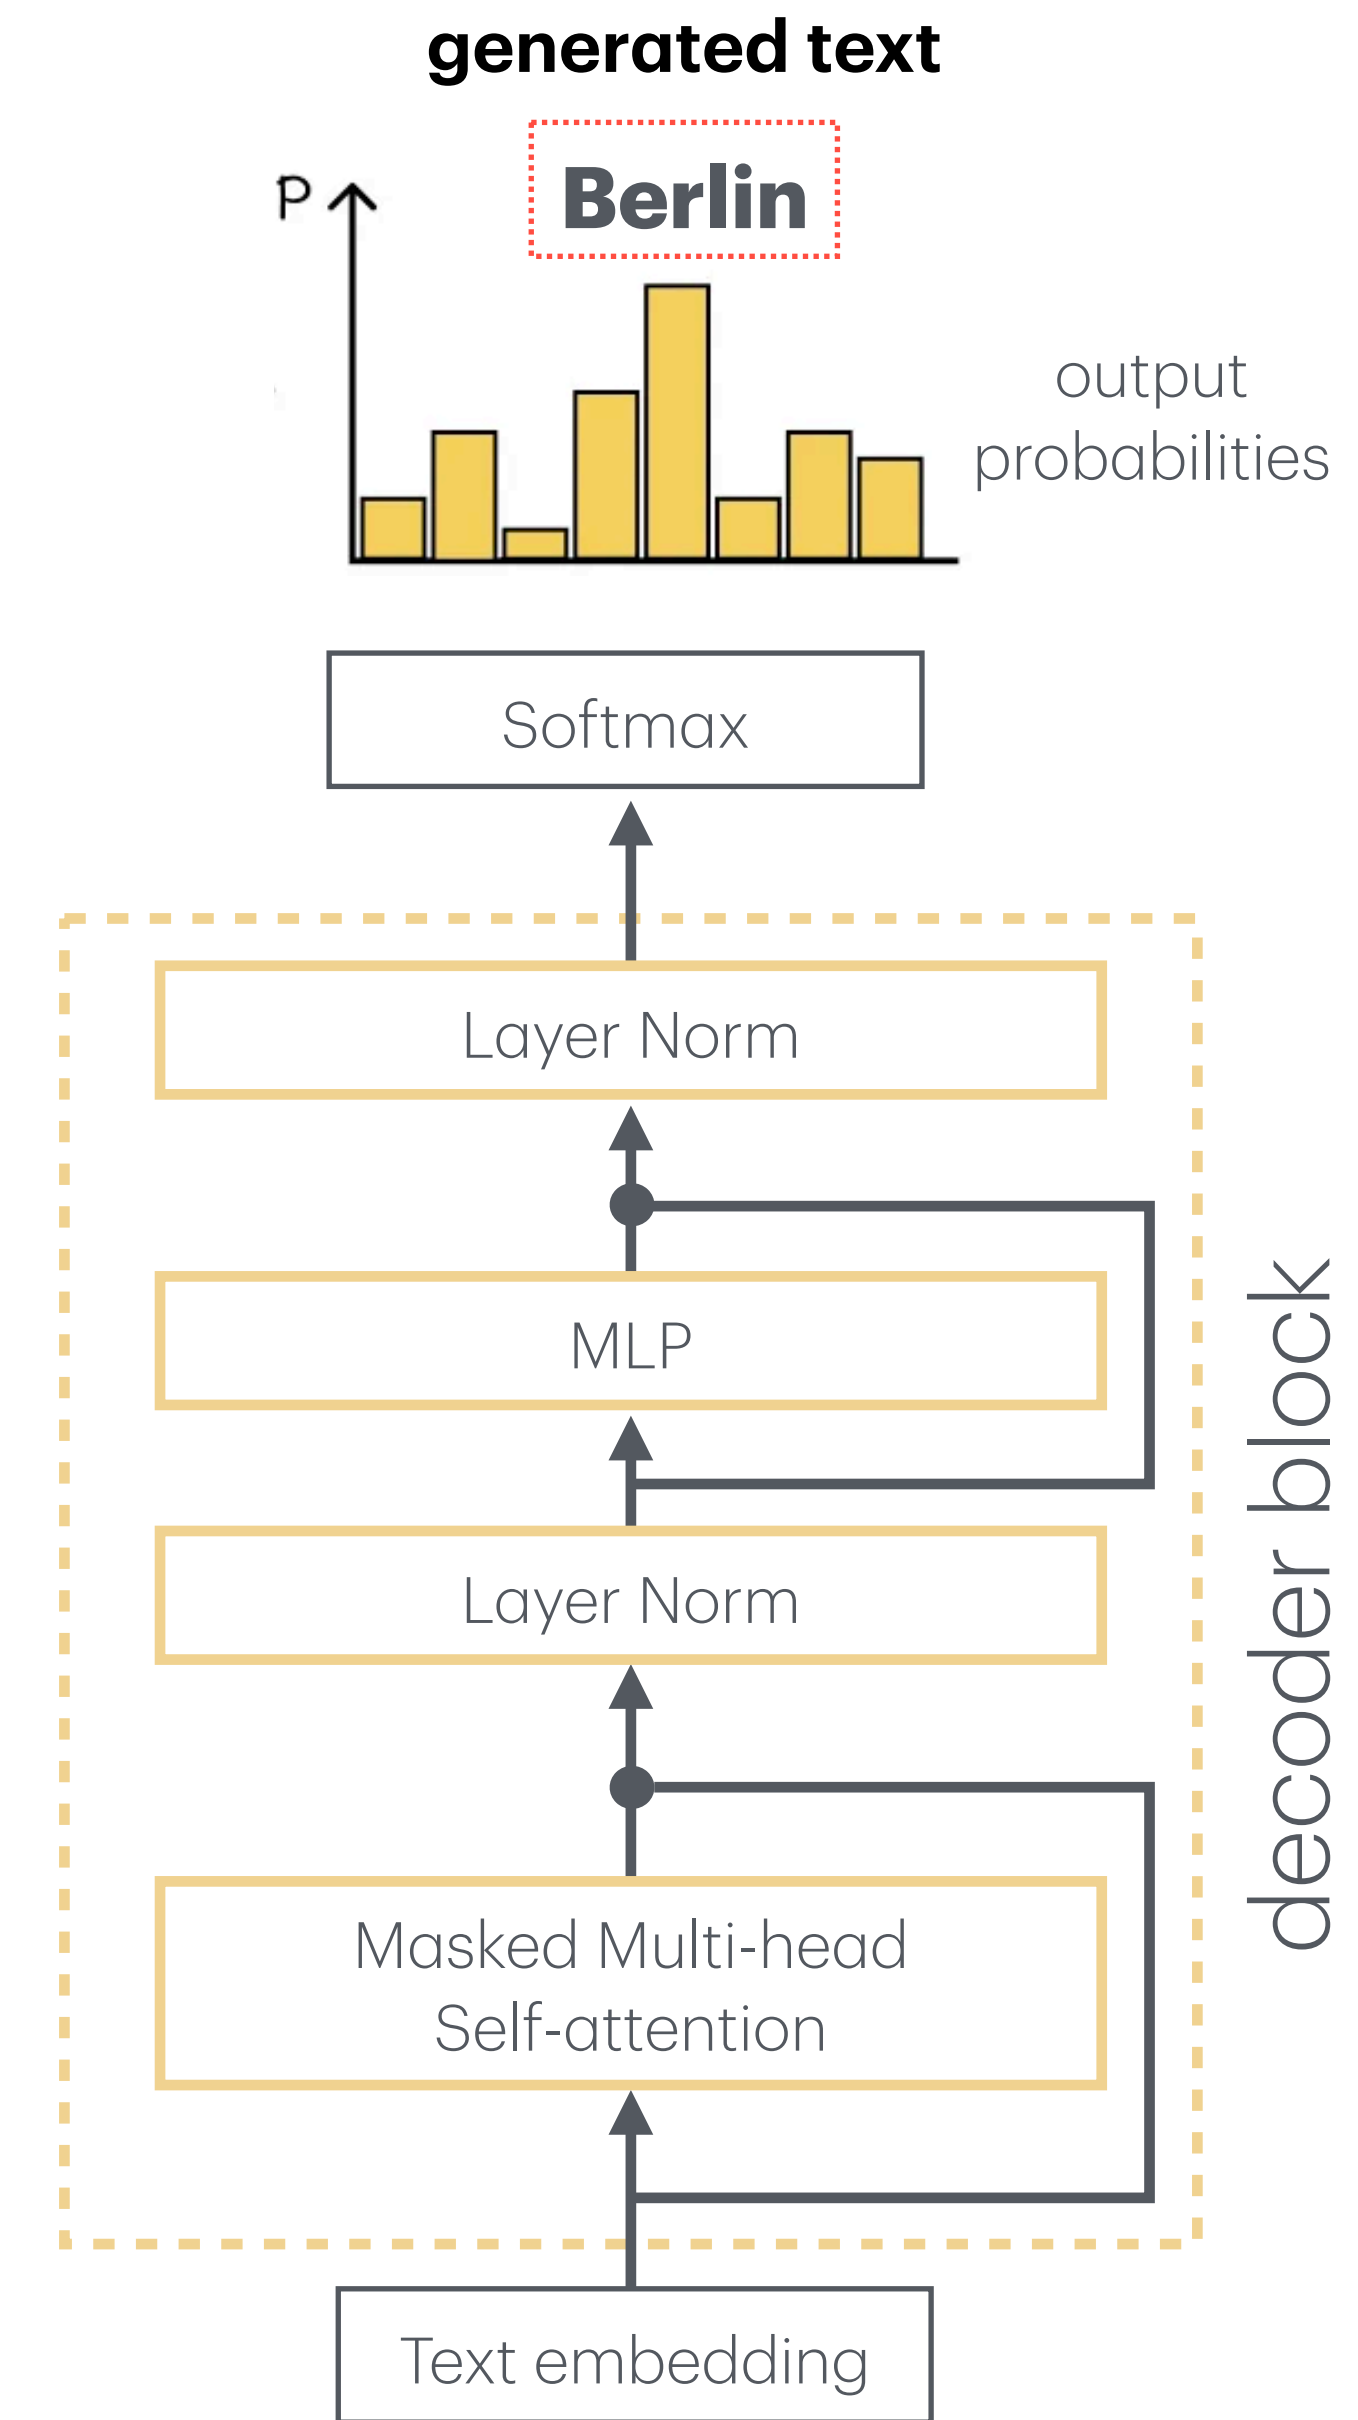 generated text
Berlin
P
output
probabilities
Softmax
Layer Norm
MLP
Layer Norm
Masked Multi-head
Self-attention
decoder block
Text embedding